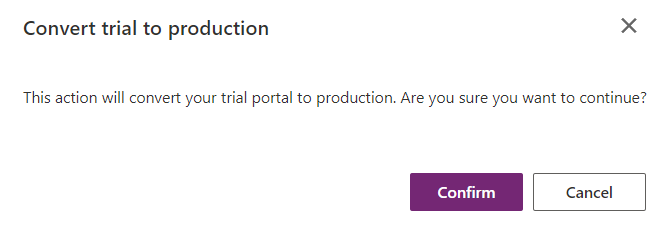 Convert trial to production
This action will convert your trial portal to production. Are you sure you want to continue?
Confirm
Cancel